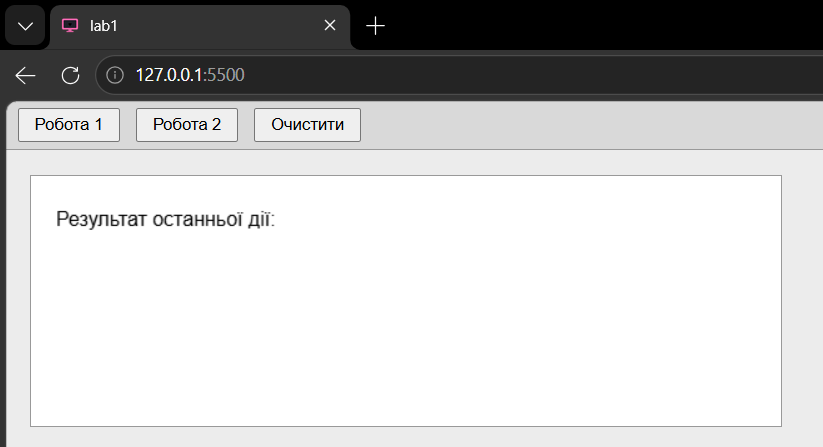 lab1
127.0.0.1:5500
Робота 1 Робота 2 Очистити
Результат останньої дії: